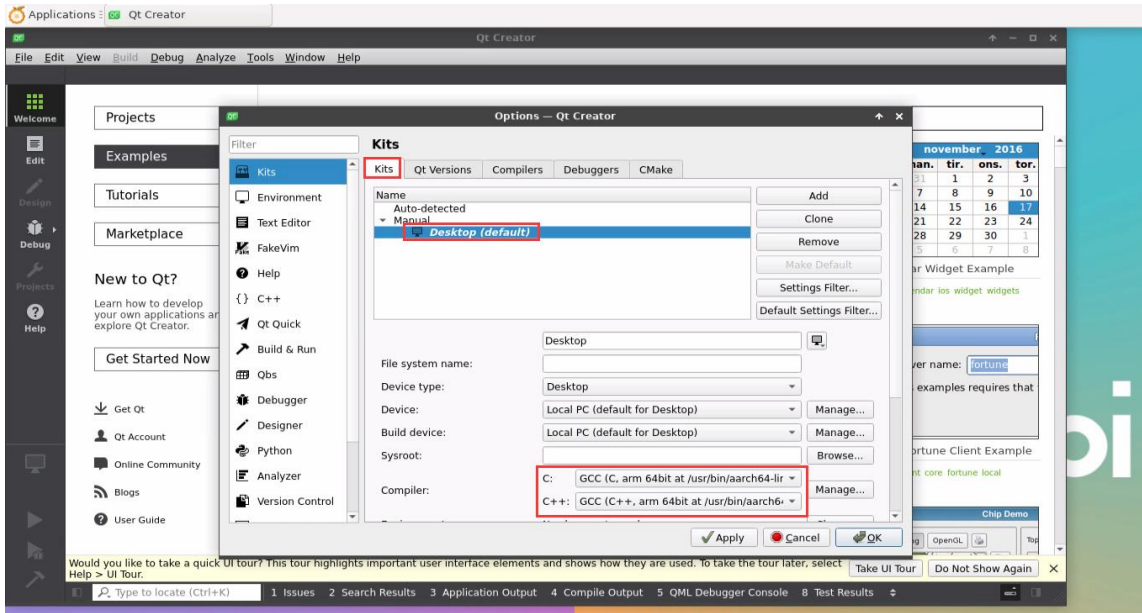 Applications
Qt Creator
Qt Creator
File Edit View Build Debug Analyze Tools Window Help
Welcome
Edit
Design
Debug
Projects
Help
Projects
Examples
Tutorials
Marketplace
New to Qt?
Learn how to develop
your own applications
explore Qt Creator.
Get Started Now
Get Qt
Qt Account
Online Community
Blogs
User Guide
Options — Qt Creator
Filter
Kits
Environment
Text Editor
FakeVim
Help
{} C++
Qt Quick
Build & Run
Qbs
Debugger
Designer
Python
Analyzer
Version Control
Kits
Kits Qt Versions Compilers Debuggers CMake
Name
Auto-detected
Manual
Desktop (default)
Add
Clone
Remove
Make Default
Settings Filter...
Default Settings Filter...
Desktop
File system name:
Device type: Desktop
Device: Local PC (default for Desktop) Manage...
Build device: Local PC (default for Desktop) Manage...
Sysroot: Browse...
Compiler:
C: GCC (C, arm 64bit at /usr/bin/aarch64-lir
C++: GCC (C++, arm 64bit at /usr/bin/aarch6
Manage...
Apply Cancel OK
november, 2016
man. tir. ons. tor.
31 1 2 3
7 8 9 10
14 15 16 17
21 22 23 24
28 29 30 1
5 6 7 8
ar Widget Example
endar ios widget widgets
ver name: fortune
examples requires that
ortune Client Example
nt core fortune local
Chip Demo
OpenGL
Top
pi
Would you like to take a quick UI tour? This tour highlights important user interface elements and shows how they are used. To take the tour later, select
Help > UI Tour.
Take UI Tour Do Not Show Again
Type to locate (Ctrl+K) 1 Issues 2 Search Results 3 Application Output 4 Compile Output 5 QML Debugger Console 8 Test Results